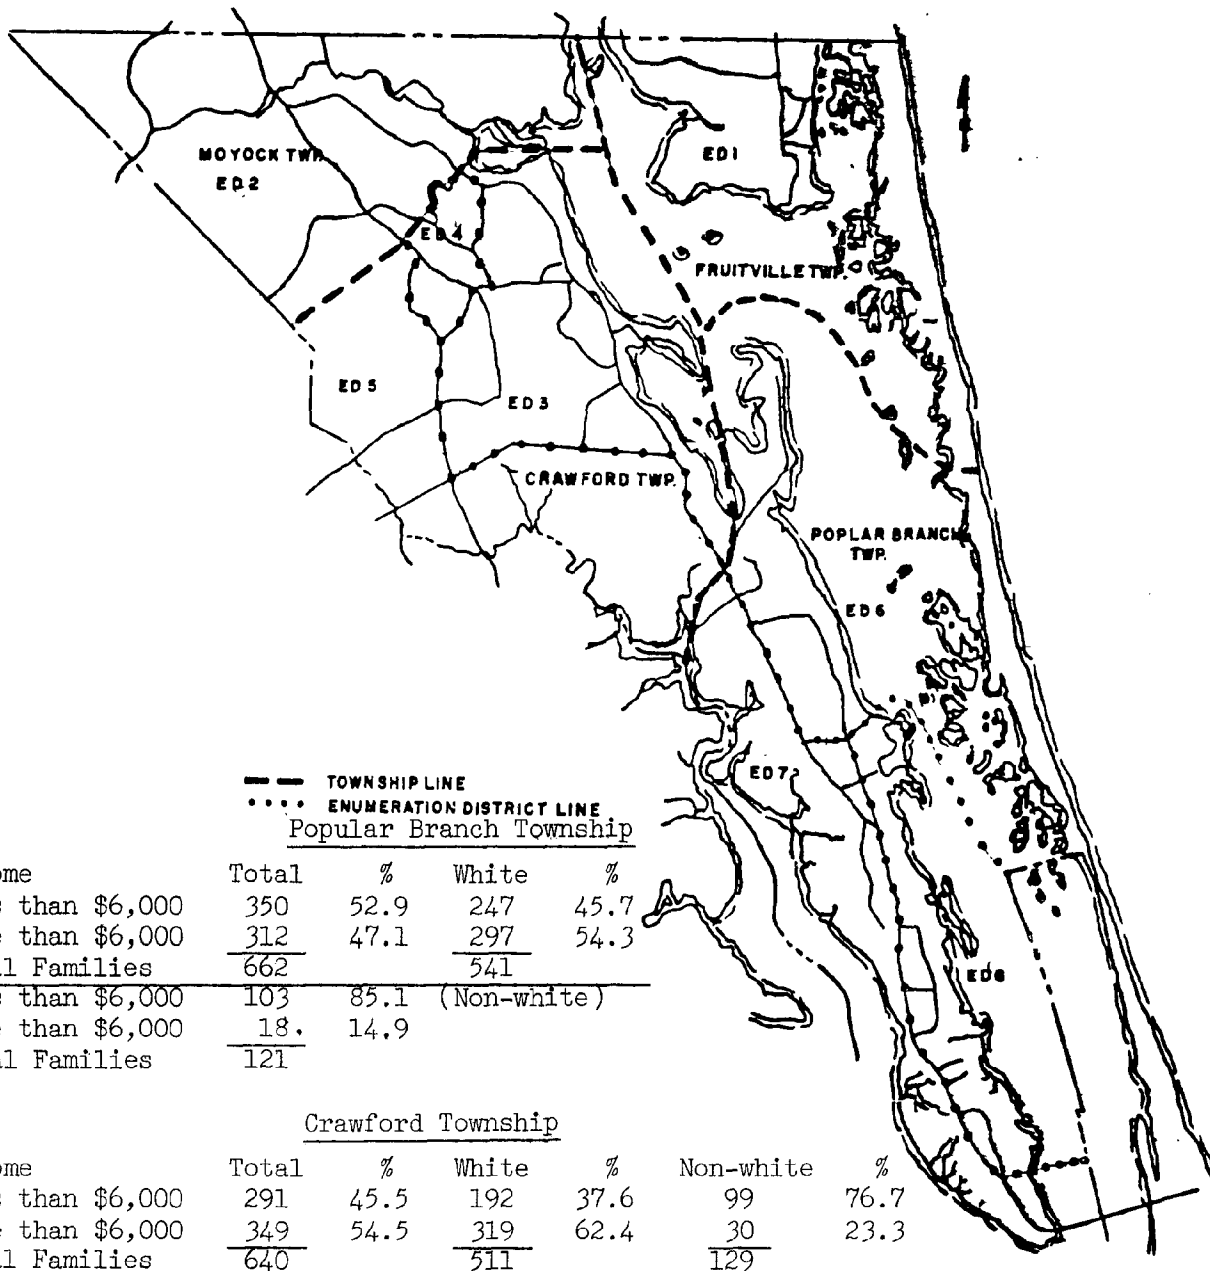 MOYOCK TWP.
ED 2
ED 1
ED 4
FRUITVILLE TWP.
ED 5
ED 3
CRAWFORD TWP.
POPLAR BRANCH
TWP.
ED 6
ED 7
ED 8
TOWNSHIP LINE
ENUMERATION DISTRICT LINE
Popular Branch Township
ome Total % White %
s than $6,000 350 52.9 247 45.7
e than $6,000 312 47.1 297 54.3
al Families 662 541
s than $6,000 103 85.1 (Non-white)
e than $6,000 18. 14.9
al Families 121
Crawford Township
ome Total % White % Non-white %
s than $6,000 291 45.5 192 37.6 99 76.7
e than $6,000 349 54.5 319 62.4 30 23.3
al Families 640 511 129